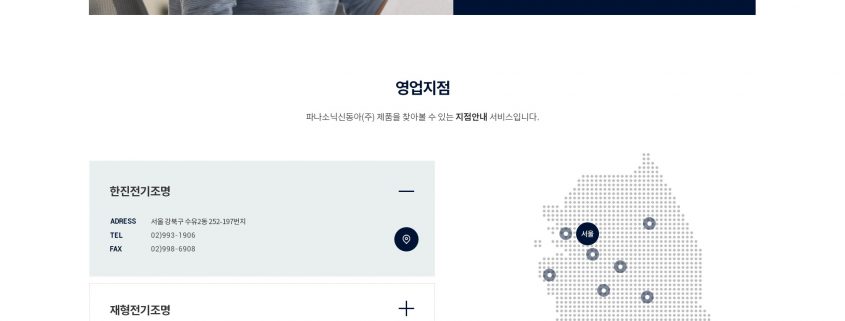 영업지점
파나소닉신동아(주) 제품을 찾아볼 수 있는 지점안내 서비스입니다.
한진전기조명
ADRESS 서울 강북구 수유2동 252-197번지
TEL 02)993-1906
FAX 02)998-6908
재형전기조명
서울